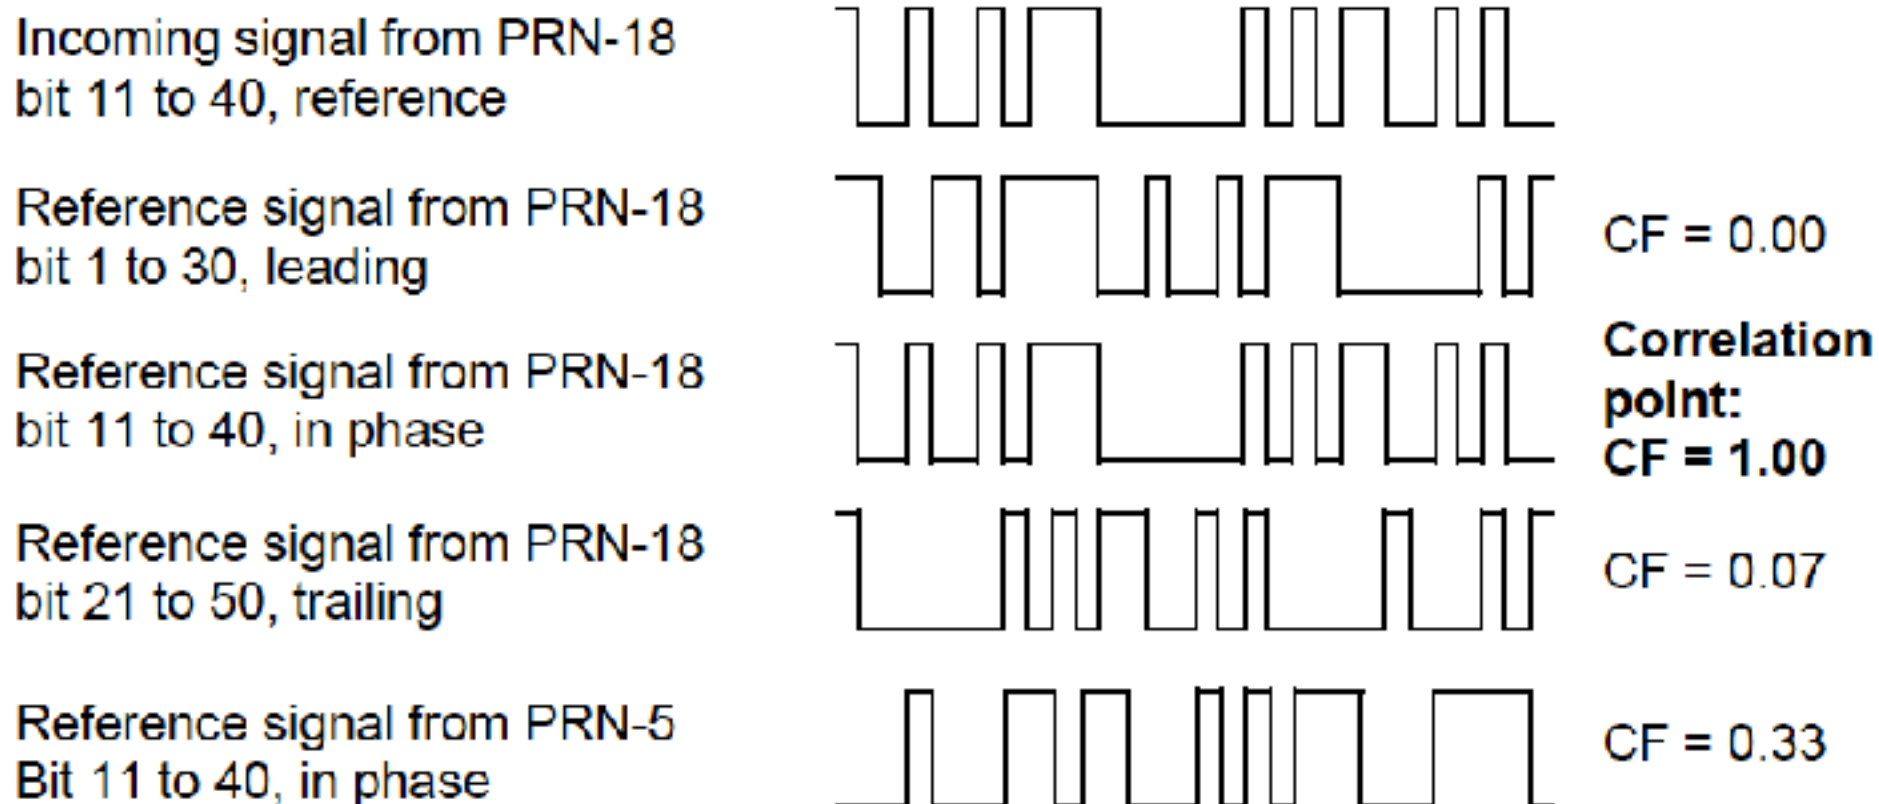 Incoming signal from PRN-18
bit 11 to 40, reference
Reference signal from PRN-18
bit 1 to 30, leading
CF = 0.00
Reference signal from PRN-18
bit 11 to 40, in phase
Correlation
point:
CF = 1.00
Reference signal from PRN-18
bit 21 to 50, trailing
CF = 0.07
Reference signal from PRN-5
Bit 11 to 40, in phase
CF = 0.33